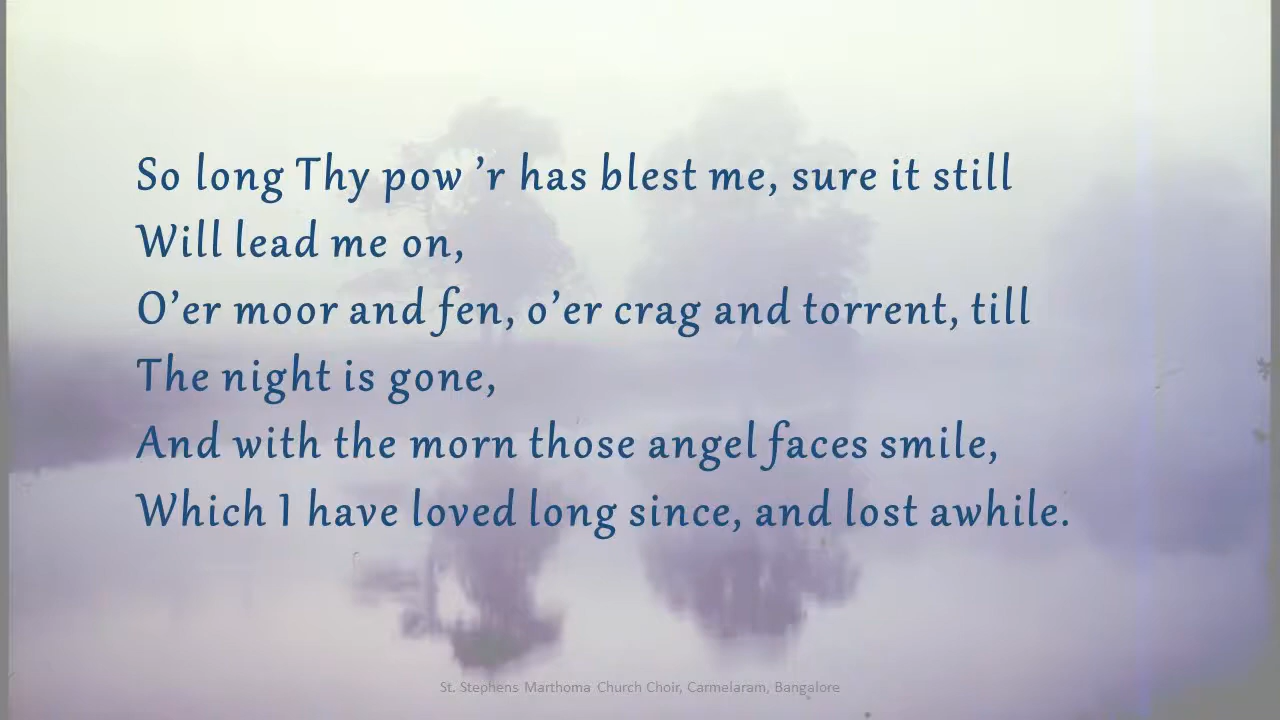 So long Thy pow ’r has blest me, sure it still
Will lead me on,
O’er moor and fen, o’er crag and torrent, till
The night is gone,
And with the morn those angel faces smile,
Which I have loved long since, and lost awhile.
St. Stephens Marthoma Church Choir, Carmelaram, Bangalore